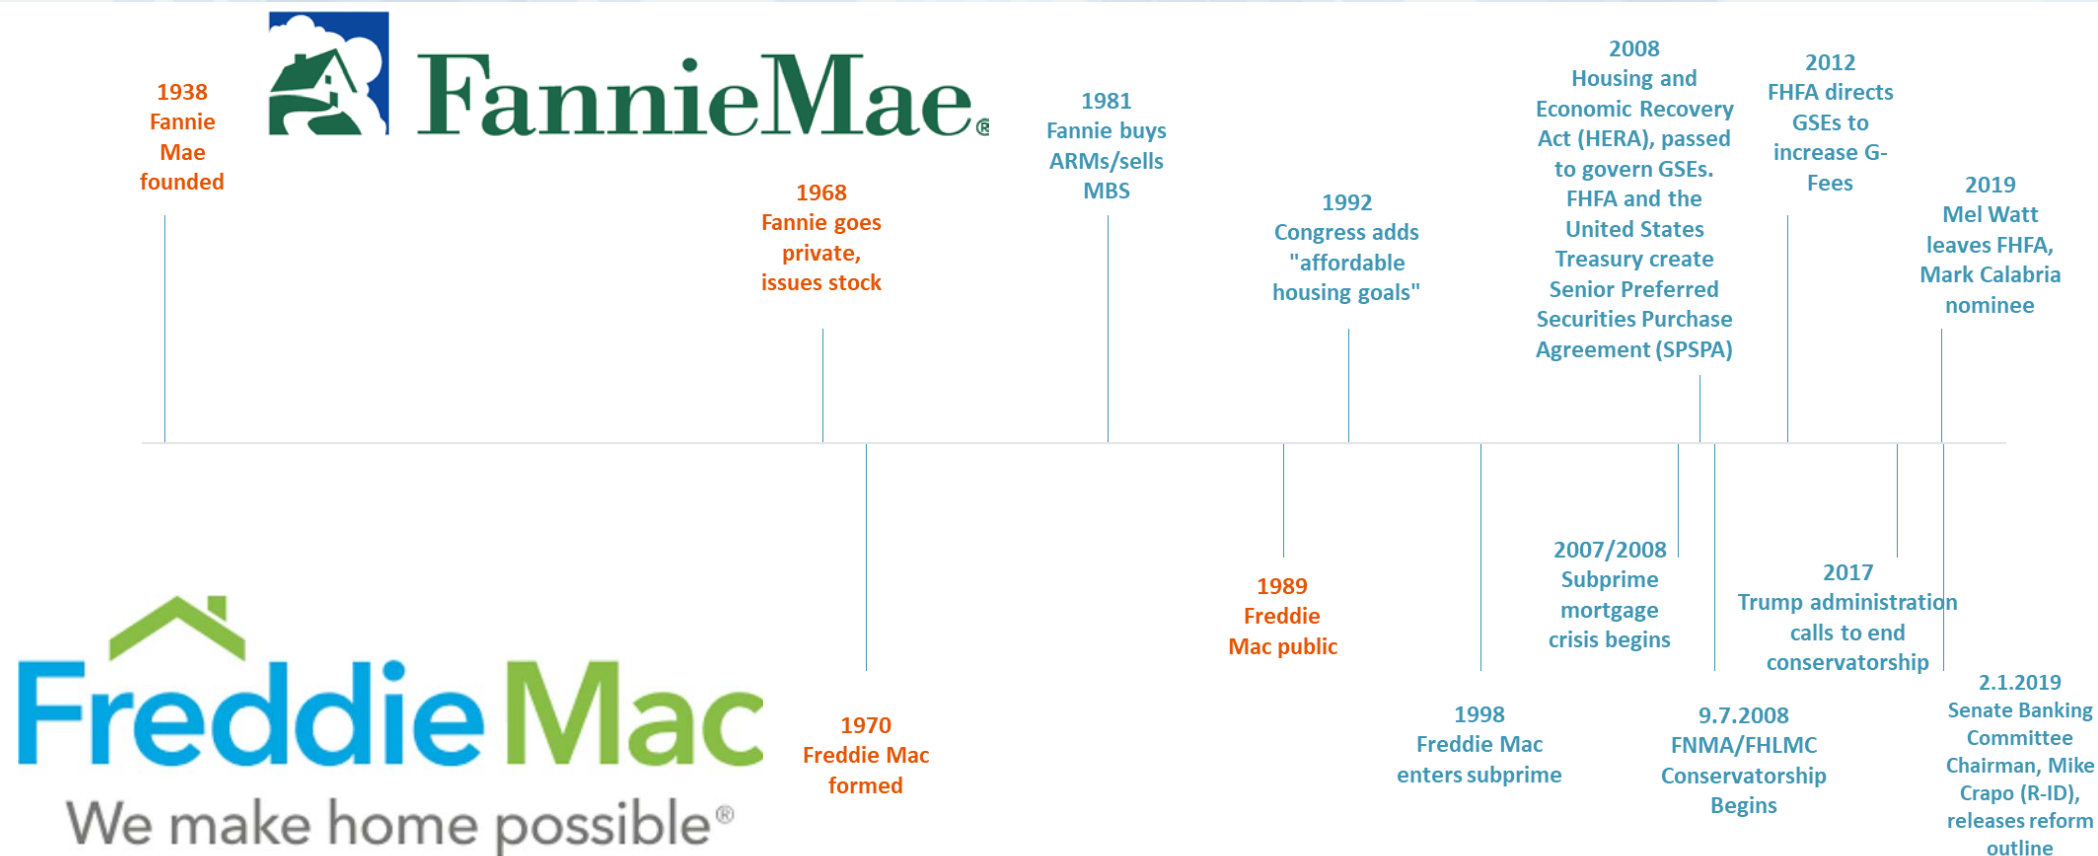 FannieMae®
1938
Fannie
Mae
founded
1968
Fannie goes
private,
issues stock
1981
Fannie buys
ARMs/sells
MBS
1992
Congress adds
"affordable
housing goals"
2008
Housing and
Economic Recovery
Act (HERA), passed
to govern GSEs.
FHFA and the
United States
Treasury create
Senior Preferred
Securities Purchase
Agreement (SPSPA)
2012
FHFA directs
GSEs to
increase G-
Fees
2019
Mel Watt
leaves FHFA,
Mark Calabria
nominee
Freddie Mac
We make home possible®
1970
Freddie Mac
formed
1989
Freddie
Mac public
1998
Freddie Mac
enters subprime
2007/2008
Subprime
mortgage
crisis begins
9.7.2008
FNMA/FHLMC
Conservatorship
Begins
2017
Trump administration
calls to end
conservatorship
2.1.2019
Senate Banking
Committee
Chairman, Mike
Crapo (R-ID),
releases reform
outline